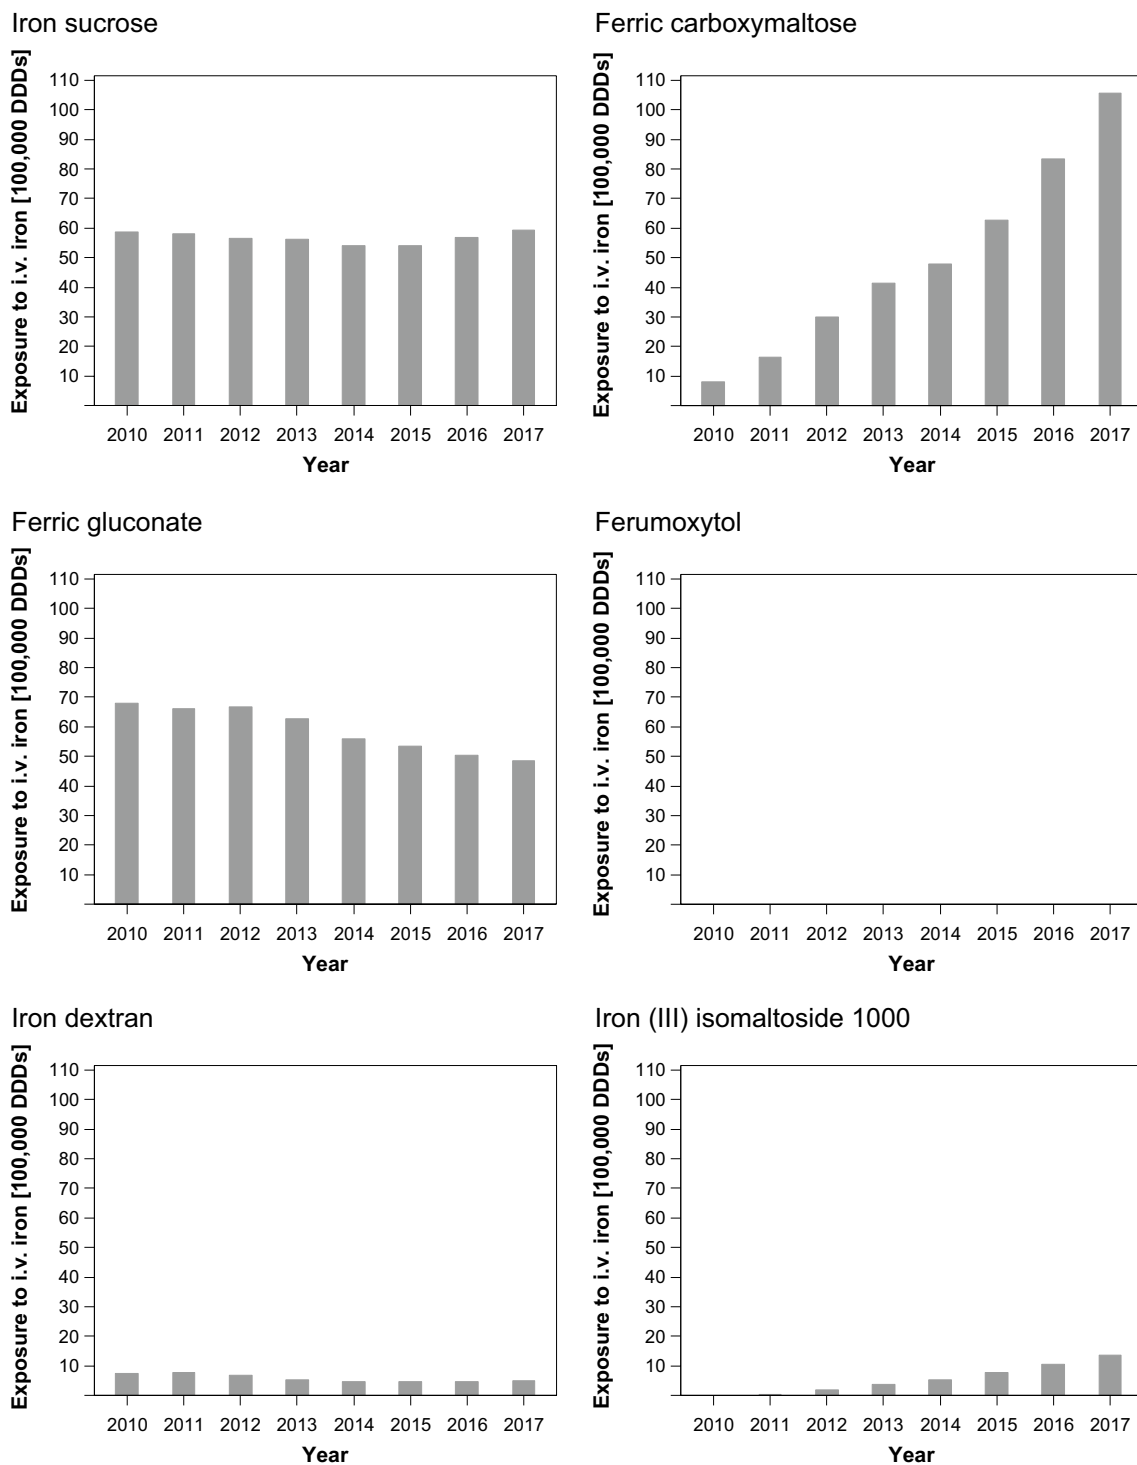 Iron sucrose
Exposure to i.v. iron [100,000 DDDs]
110
100
90
80
70
60
50
40
30
20
10
2010 2011 2012 2013 2014 2015 2016 2017
Year
Ferric carboxymaltose
Exposure to i.v. iron [100,000 DDDs]
110
100
90
80
70
60
50
40
30
20
10
2010 2011 2012 2013 2014 2015 2016 2017
Year
Ferric gluconate
Exposure to i.v. iron [100,000 DDDs]
110
100
90
80
70
60
50
40
30
20
10
2010 2011 2012 2013 2014 2015 2016 2017
Year
Ferumoxytol
Exposure to i.v. iron [100,000 DDDs]
110
100
90
80
70
60
50
40
30
20
10
2010 2011 2012 2013 2014 2015 2016 2017
Year
Iron dextran
Exposure to i.v. iron [100,000 DDDs]
110
100
90
80
70
60
50
40
30
20
10
2010 2011 2012 2013 2014 2015 2016 2017
Year
Iron (III) isomaltoside 1000
Exposure to i.v. iron [100,000 DDDs]
110
100
90
80
70
60
50
40
30
20
10
2010 2011 2012 2013 2014 2015 2016 2017
Year